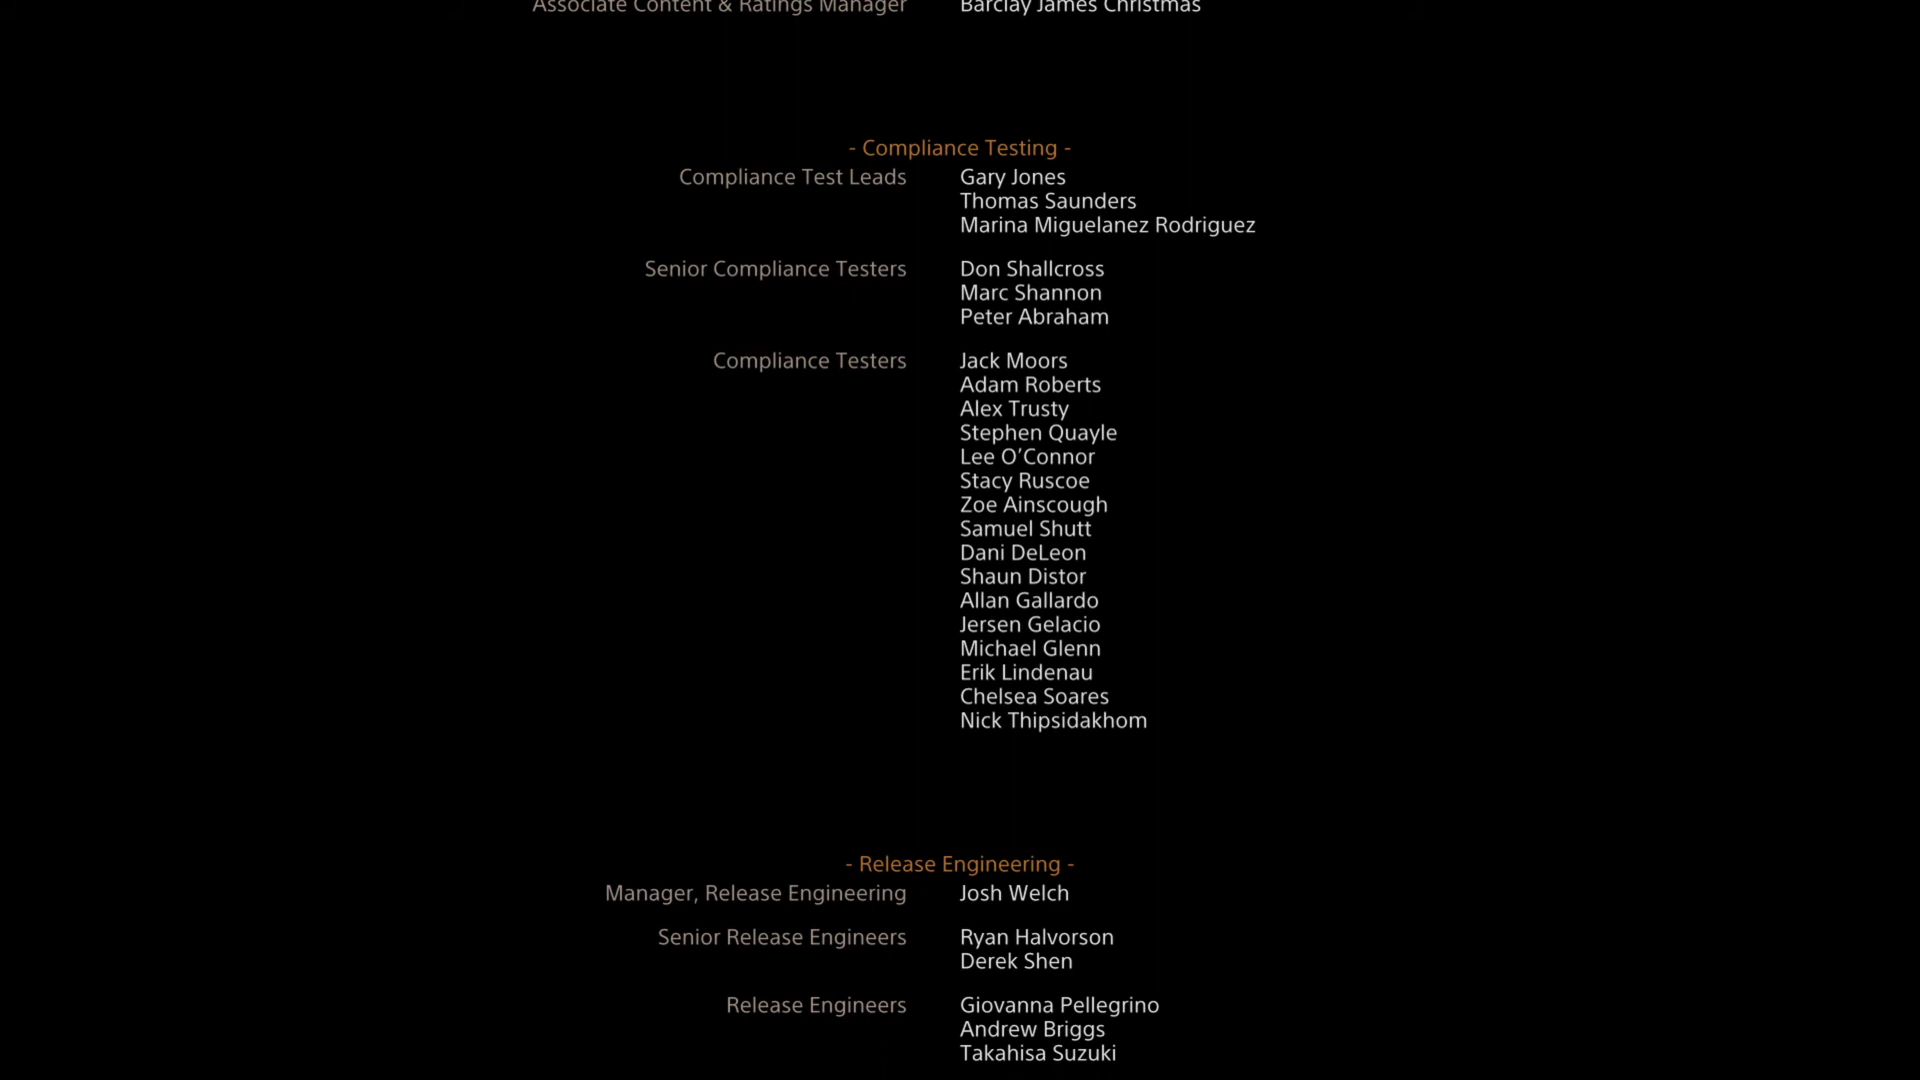 Associate Content & Ratings Manager Barclay James Christmas
- Compliance Testing -
Compliance Test Leads Gary Jones
Thomas Saunders
Marina Miguelanez Rodriguez
Senior Compliance Testers Don Shallcross
Marc Shannon
Peter Abraham
Compliance Testers Jack Moors
Adam Roberts
Alex Trusty
Stephen Quayle
Lee O’Connor
Stacy Ruscoe
Zoe Ainscough
Samuel Shutt
Dani DeLeon
Shaun Distor
Allan Gallardo
Jersen Gelacio
Michael Glenn
Erik Lindenau
Chelsea Soares
Nick Thipsidakhom
- Release Engineering -
Manager, Release Engineering Josh Welch
Senior Release Engineers Ryan Halvorson
Derek Shen
Release Engineers Giovanna Pellegrino
Andrew Briggs
Takahisa Suzuki